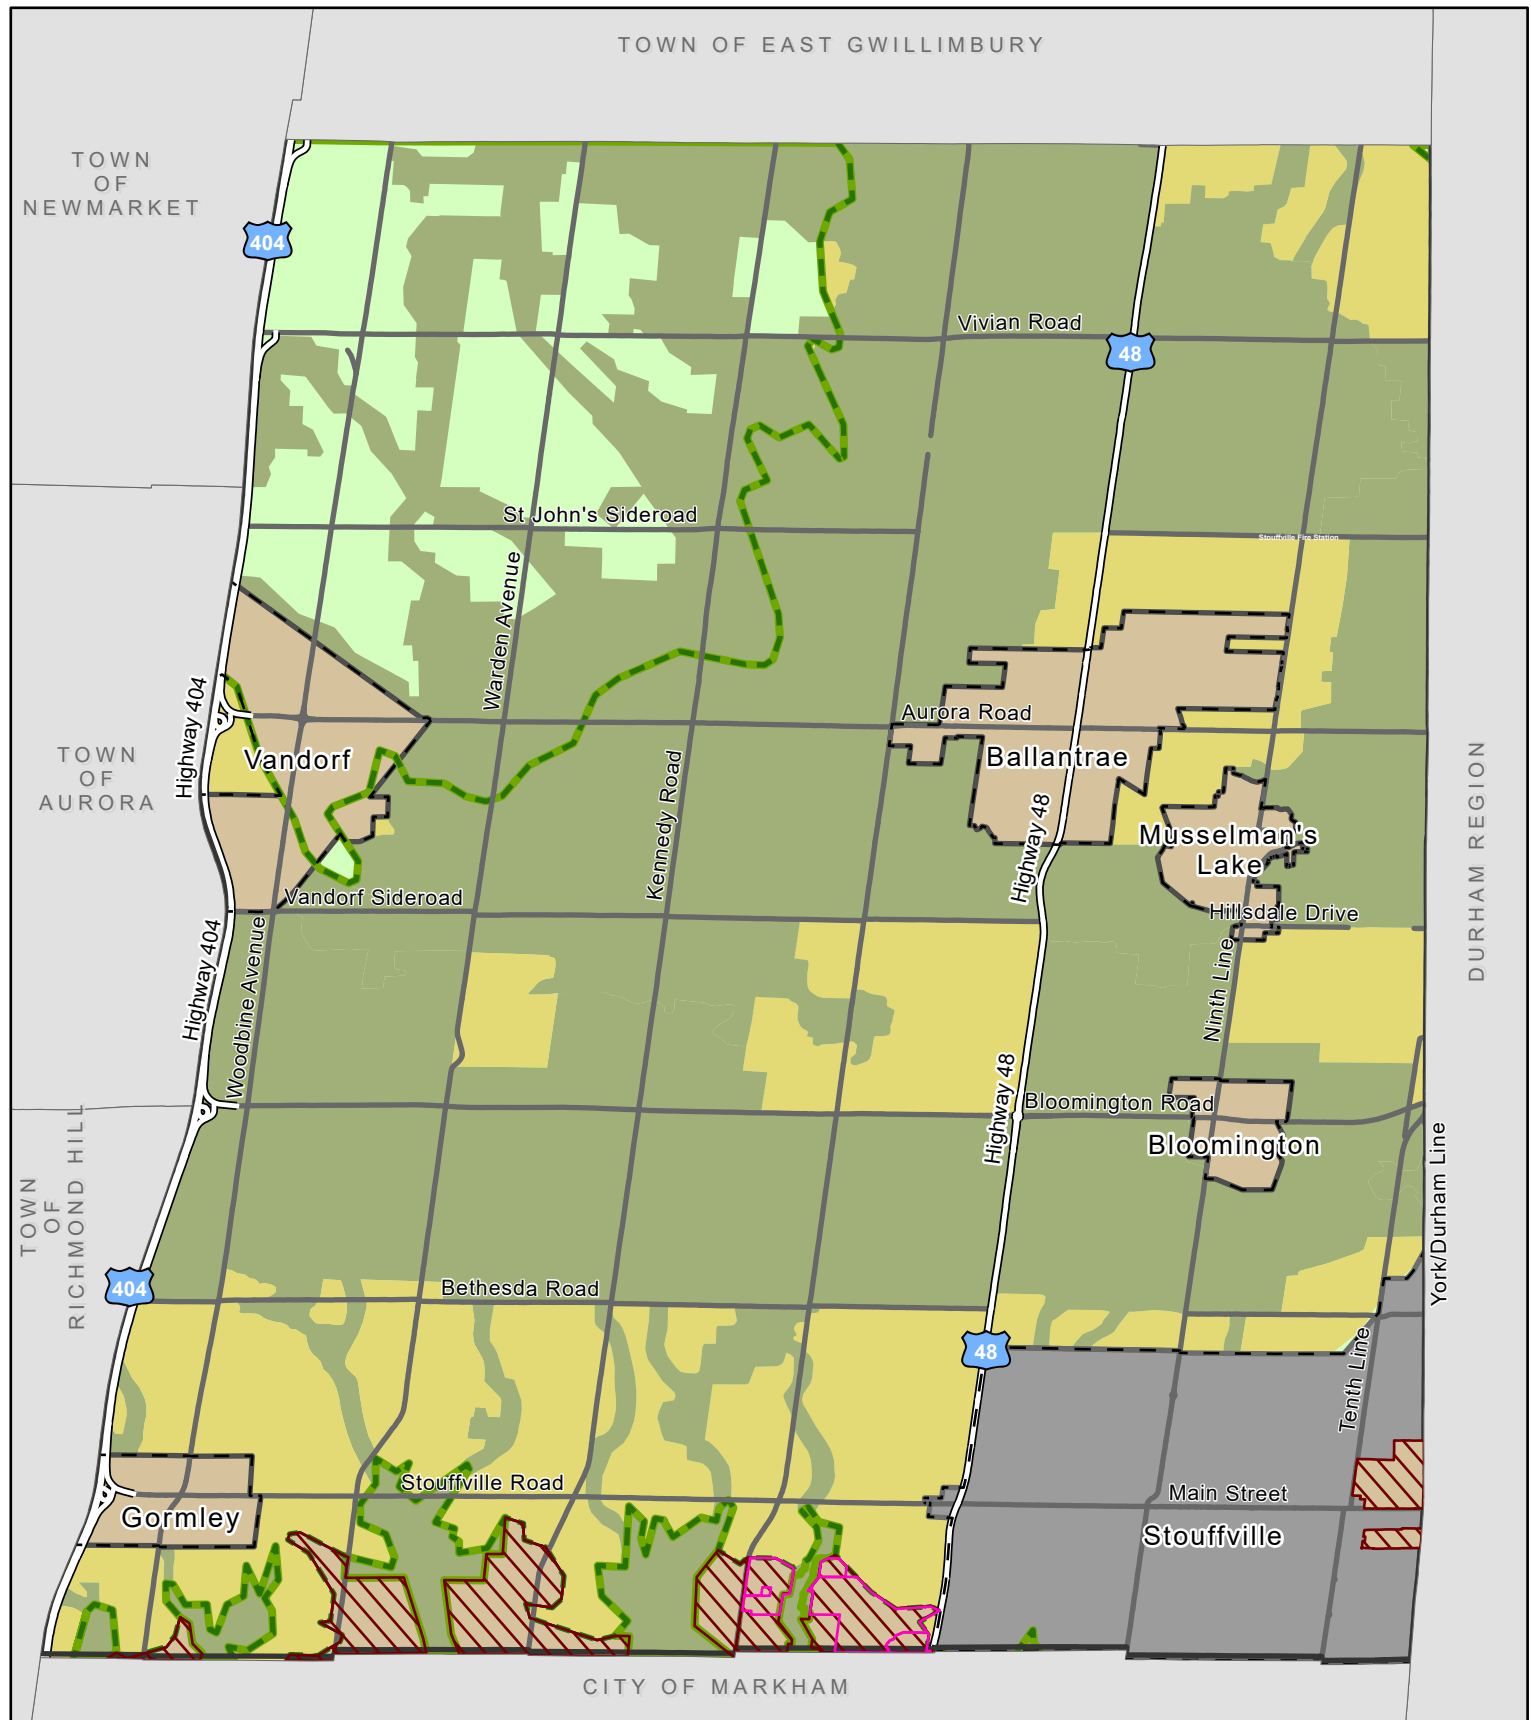 TOWN OF EAST GWILLIMBURY
TOWN
OF
NEWMARKET
404
Vivian Road
48
St John's Sideroad
Stouffville Fire Station
Warden Avenue
Highway 404
Aurora Road
Vandorf
Ballantrae
TOWN
OF
AURORA
Kennedy Road
Highway 48
Musselman's
Lake
DURHAM REGION
Vandorf Sideroad
Hillsdale Drive
Highway 404
Woodbine Avenue
Ninth Line
Highway 48
Bloomington Road
Bloomington
TOWN
OF
RICHMOND HILL
York/Durham Line
404
Bethesda Road
48
Tenth Line
Stouffville Road
Main Street
Gormley
Stouffville
CITY OF MARKHAM